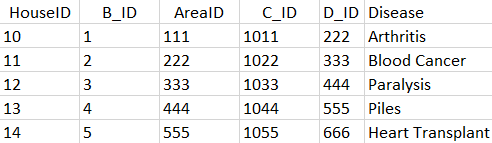 HouseID B_ID AreaID C_ID D_ID Disease
10 1 111 1011 222 Arthritis
11 2 222 1022 333 Blood Cancer
12 3 333 1033 444 Paralysis
13 4 444 1044 555 Piles
14 5 555 1055 666 Heart Transplant